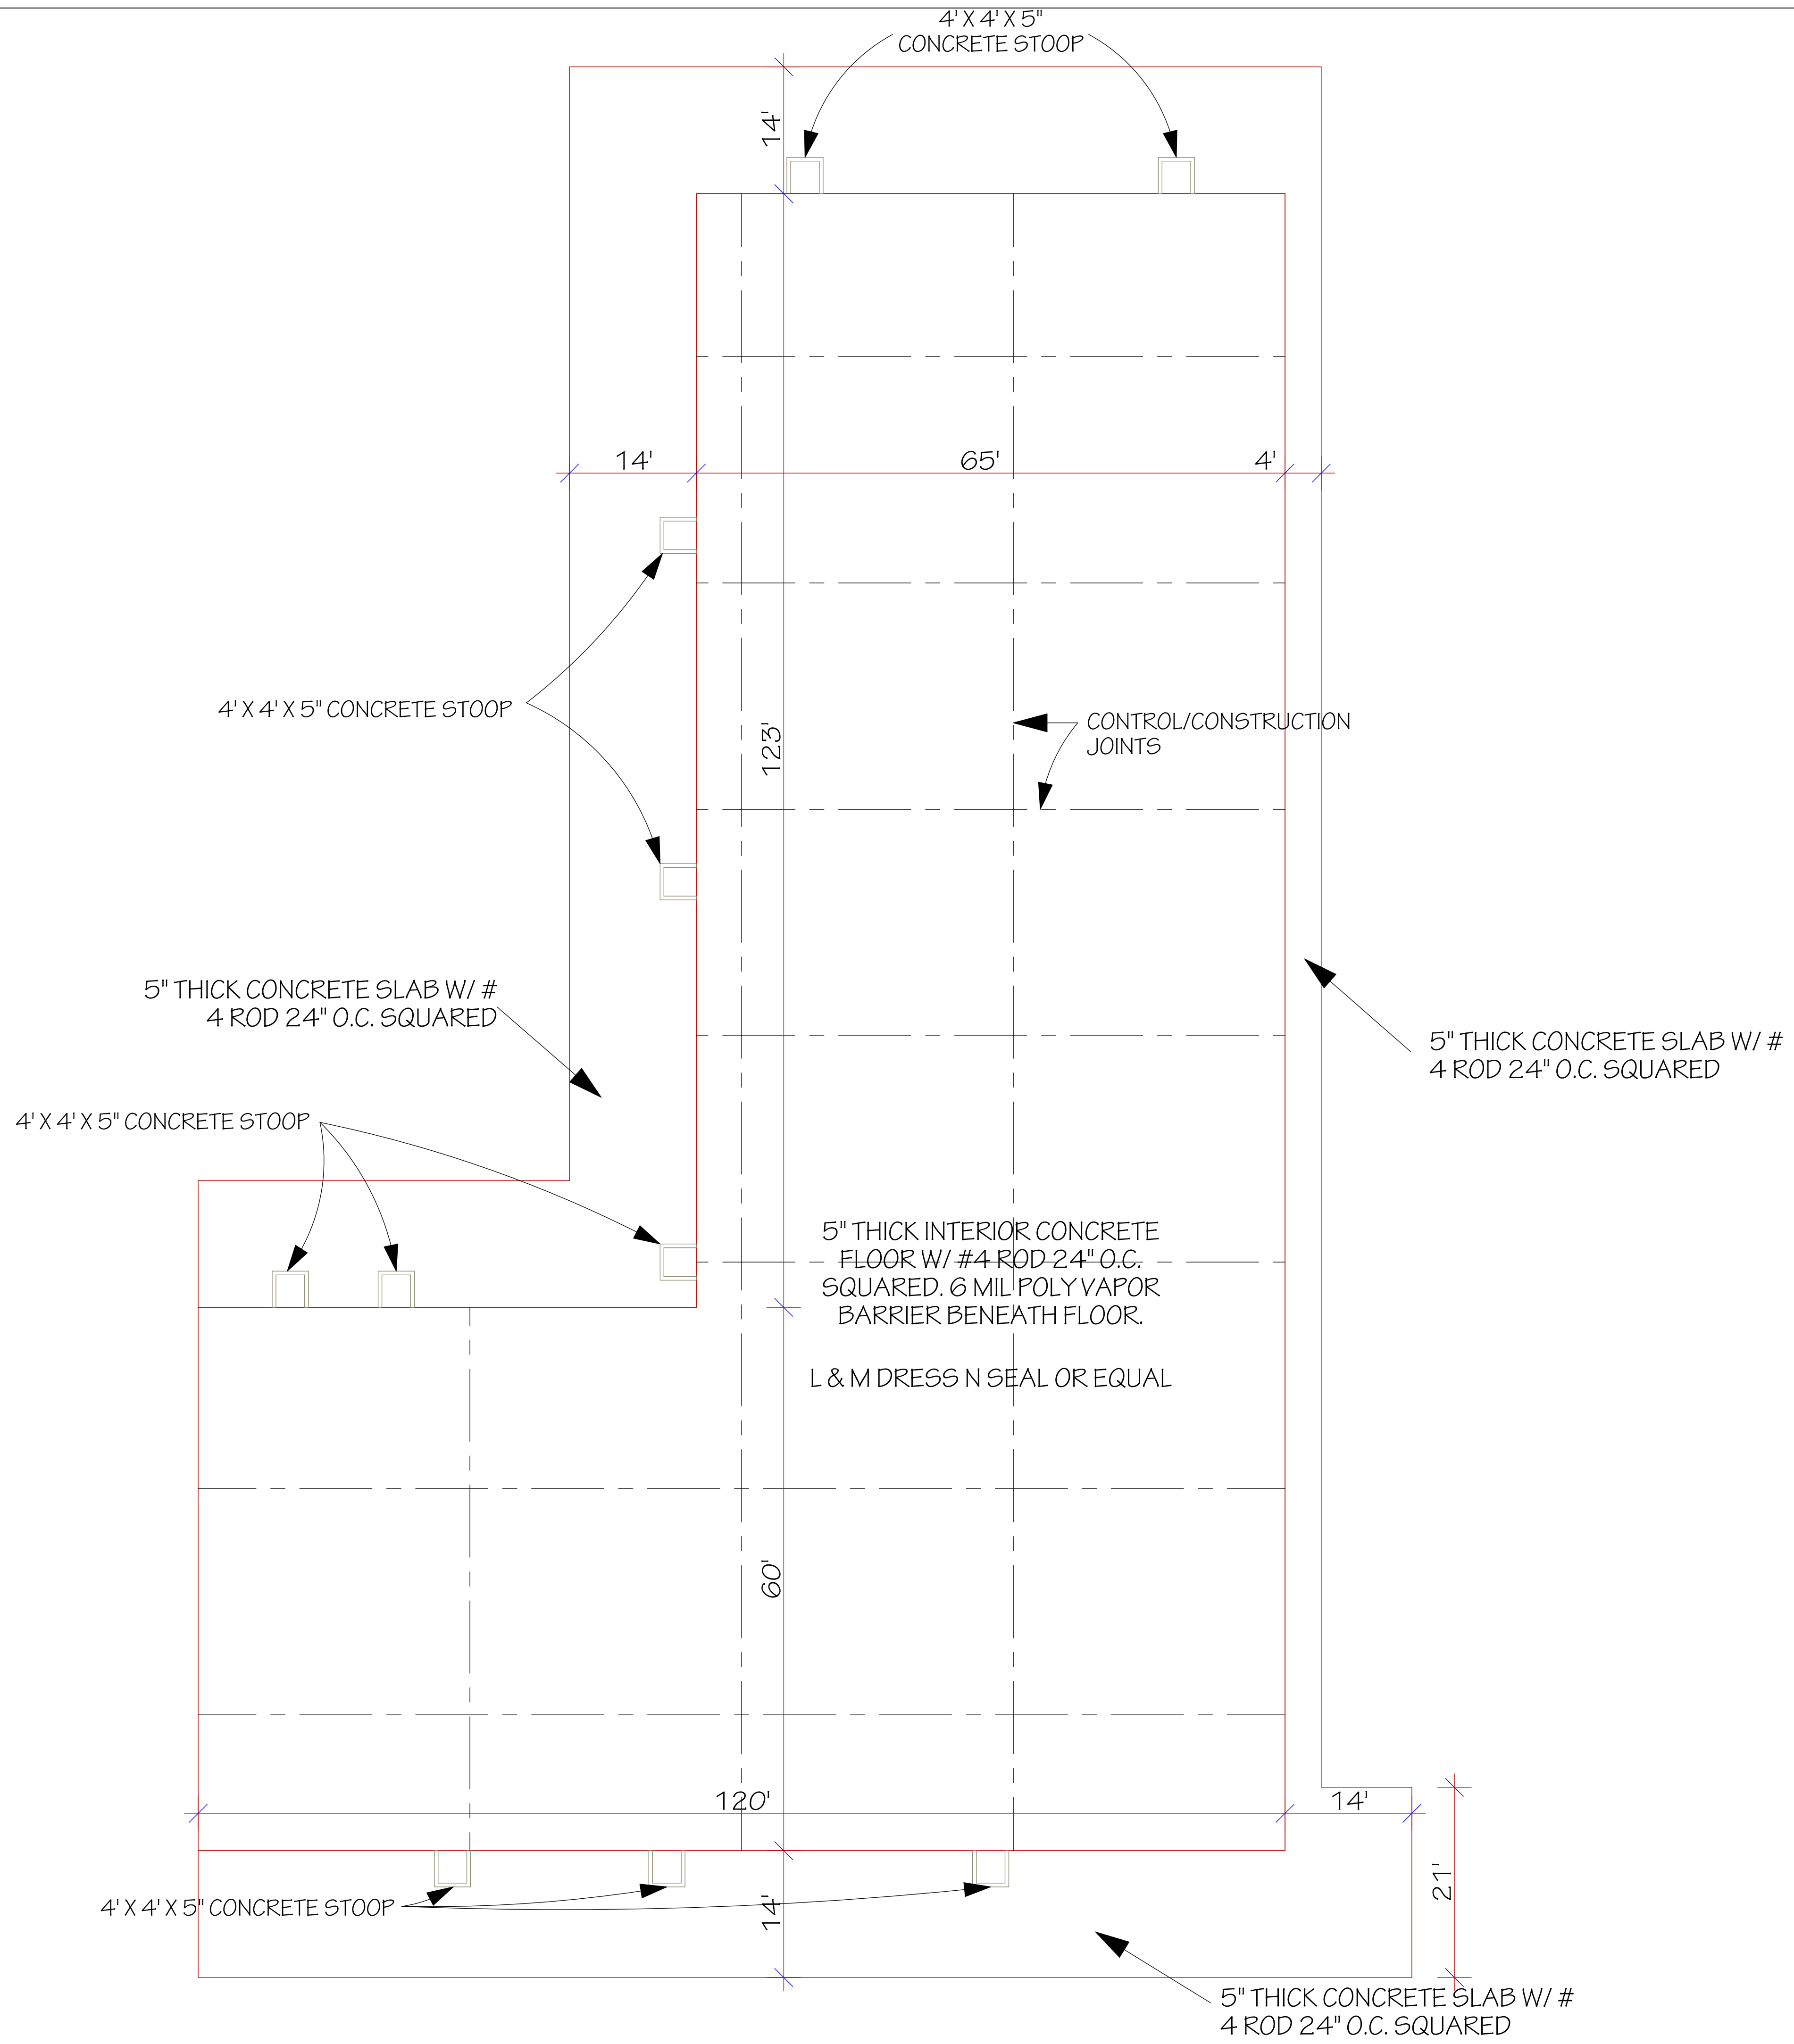 4' X 4' X 5"
CONCRETE STOOP
14'
14'
65'
4'
4' X 4' X 5" CONCRETE STOOP
CONTROL/CONSTRUCTION
JOINTS
123'
5" THICK CONCRETE SLAB W/ #
4 ROD 24" O.C. SQUARED
5" THICK CONCRETE SLAB W/ #
4 ROD 24" O.C. SQUARED
4' X 4' X 5" CONCRETE STOOP
5" THICK INTERIOR CONCRETE
FLOOR W/ #4 ROD 24" O.C.
SQUARED. 6 MIL POLY VAPOR
BARRIER BENEATH FLOOR.
L & M DRESS N SEAL OR EQUAL
60'
120'
14'
21'
4' X 4' X 5" CONCRETE STOOP
14'
5" THICK CONCRETE SLAB W/ #
4 ROD 24" O.C. SQUARED